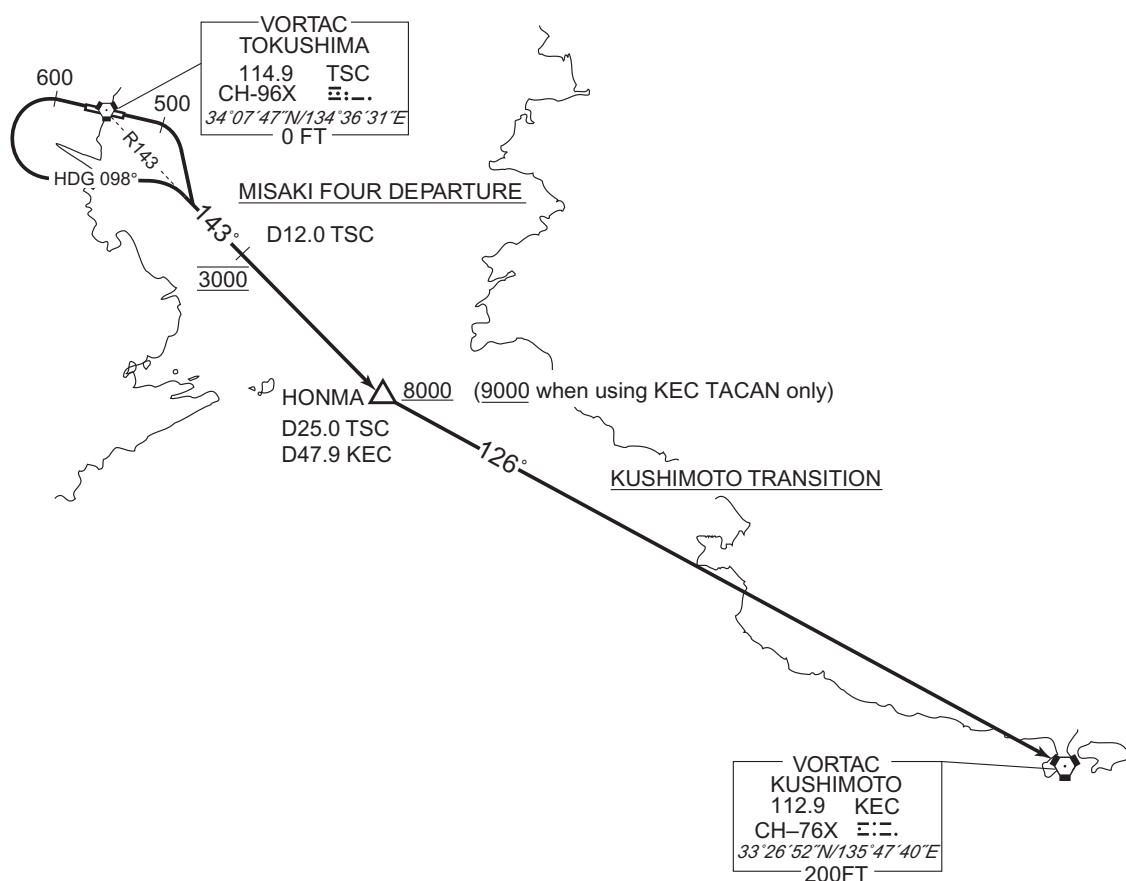 VORTAC
TOKUSHIMA
114.9 TSC
CH-96X
34°07´47˝N/134°36´31˝E
0 FT
600
500
R143
HDG 098°
MISAKI FOUR DEPARTURE
143°
D12.0 TSC
3000
HONMA
8000 (9000 when using KEC TACAN only)
D25.0 TSC
D47.9 KEC
126°
KUSHIMOTO TRANSITION
VORTAC
KUSHIMOTO
112.9 KEC
CH–76X
33°26´52˝N/135°47´40˝E
200FT